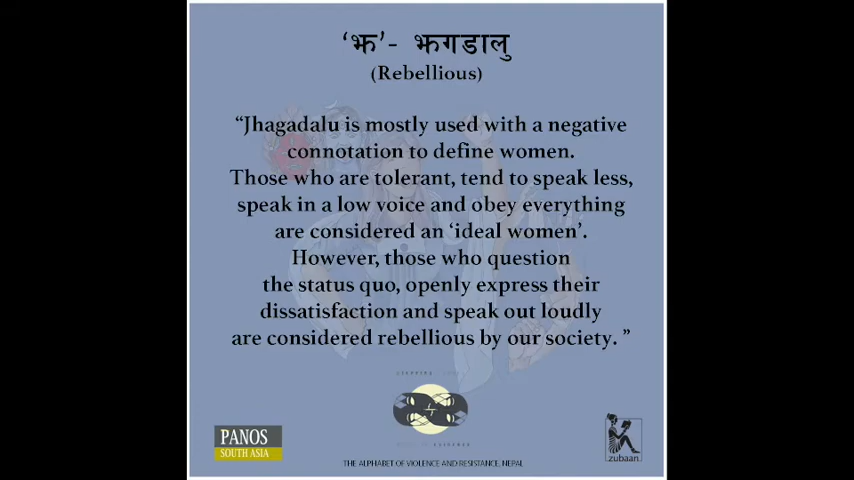 ‘झ’- झगडालु
(Rebellious)
“Jhagadalu is mostly used with a negative
connotation to define women.
Those who are tolerant, tend to speak less,
speak in a low voice and obey everything
are considered an ‘ideal women’.
However, those who question
the status quo, openly express their
dissatisfaction and speak out loudly
are considered rebellious by our society. ”
PANOS
SOUTH ASIA
zubaan
THE ALPHABET OF VIOLENCE AND RESISTANCE, NEPAL